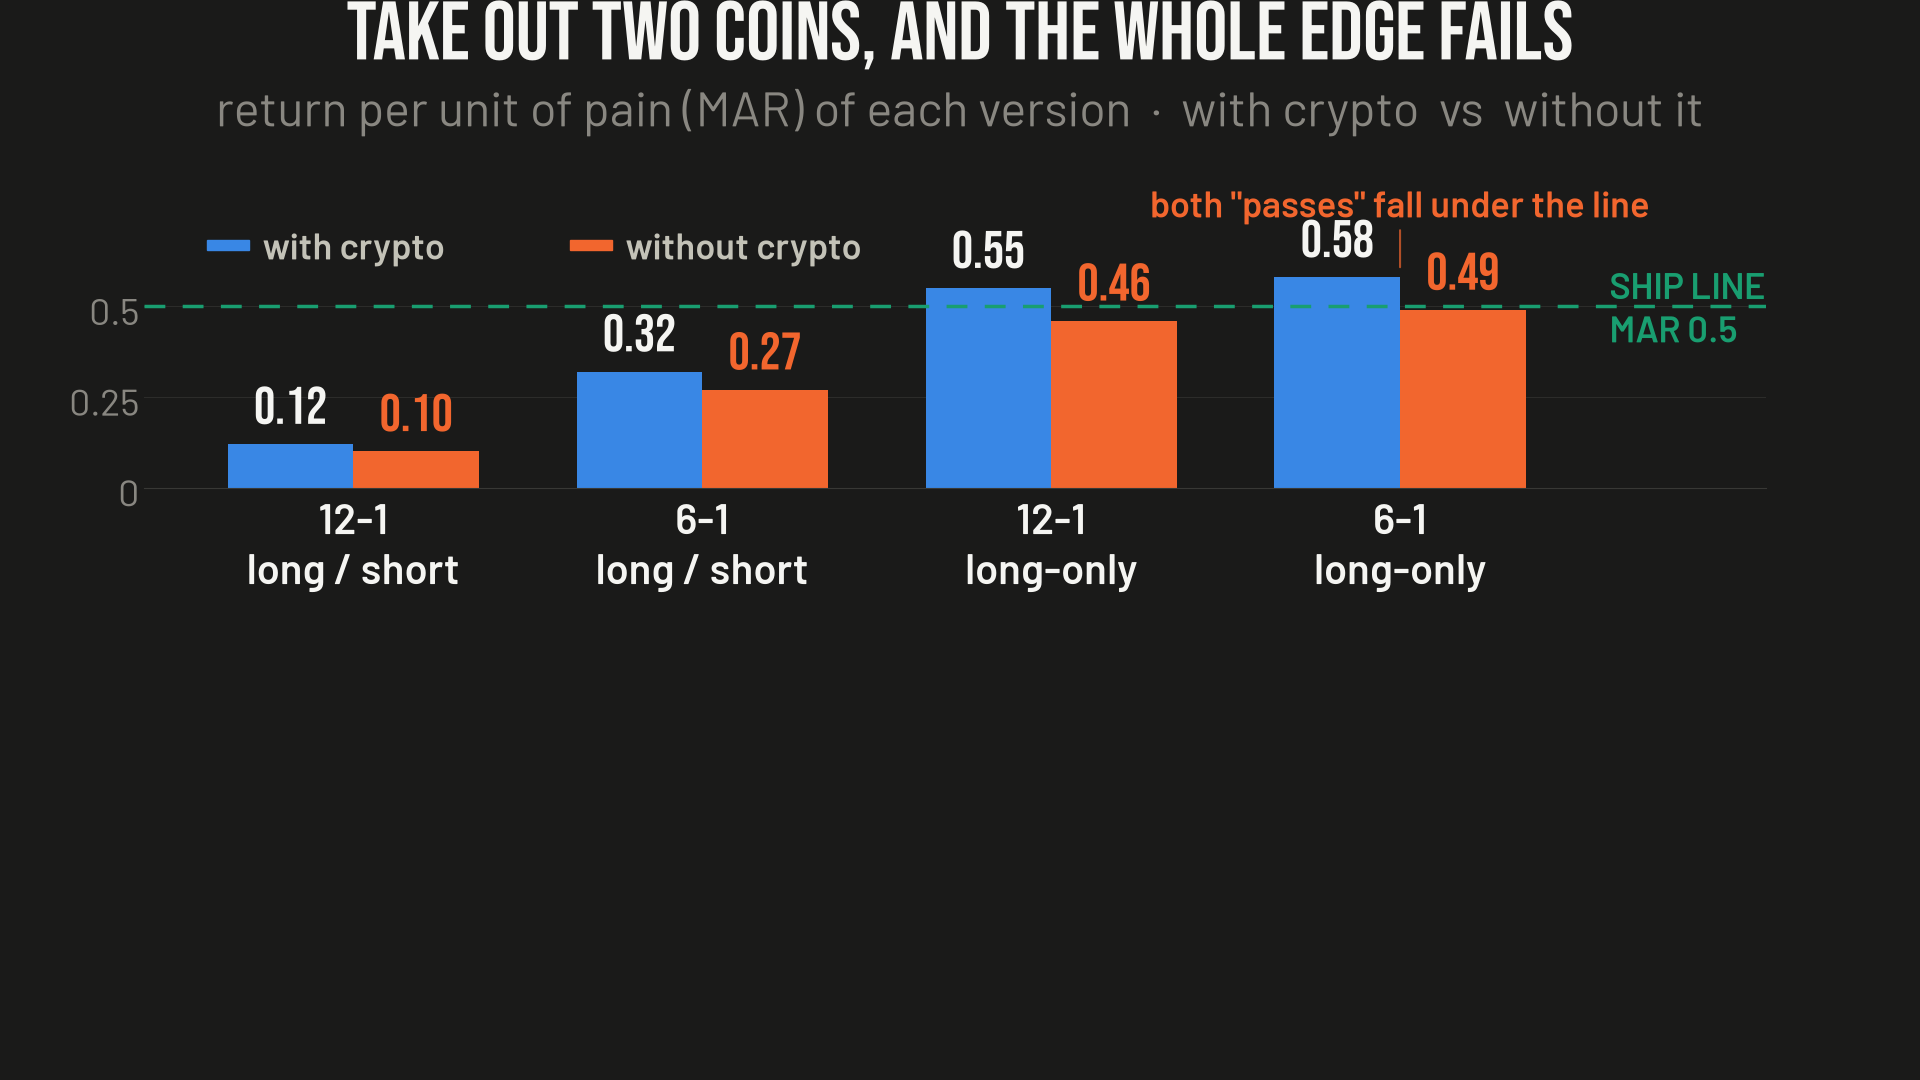 TAKE OUT TWO COINS, AND THE WHOLE EDGE FAILS
return per unit of pain (MAR) of each version · with crypto vs without it
both "passes" fall under the line
with crypto
without crypto
0.55
0.58
0.46
0.49
SHIP LINE
MAR 0.5
0.5
0.32
0.27
0.25
0.12
0.10
0
12-1
long / short
6-1
long / short
12-1
long-only
6-1
long-only